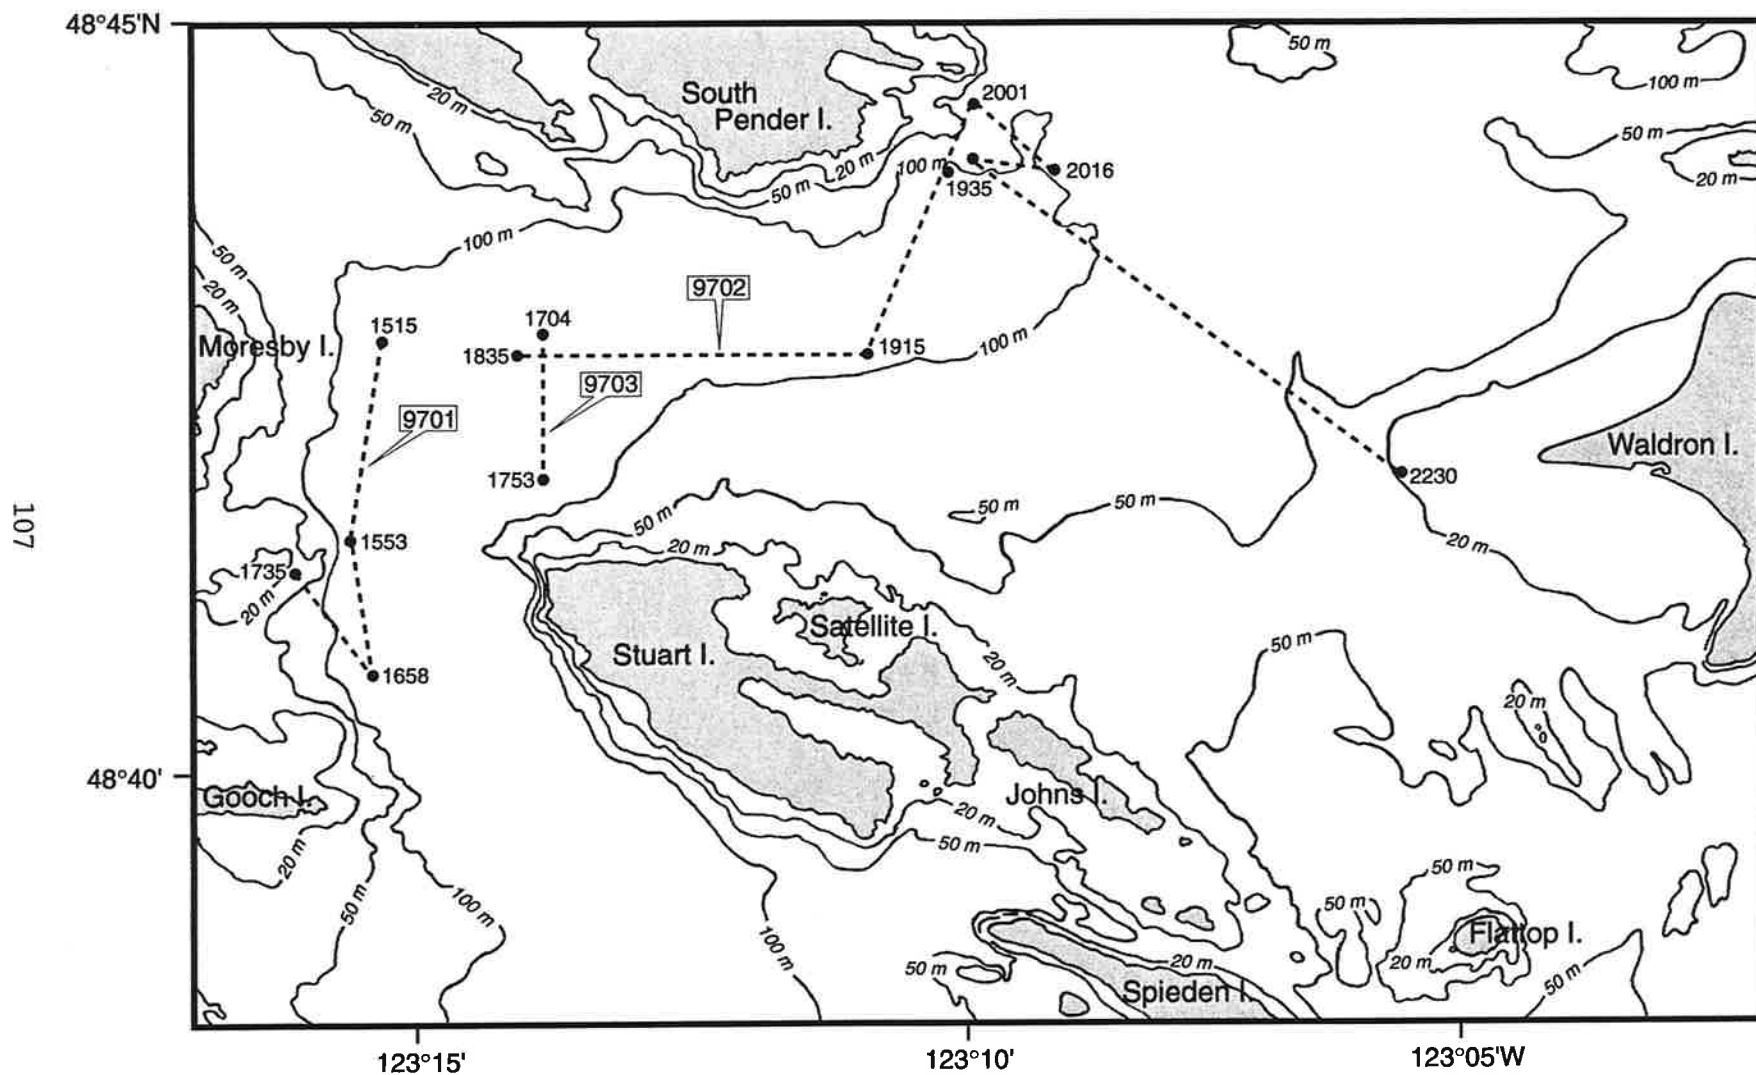 48°45'N
50 m
100 m
20 m
50 m
South
Pender I.
2001
50 m
20 m
50 m
20 m
100 m
1935
2016
20 m
100 m
50 m
20 m
Moresby I.
1515
1704
9702
1835
1915
100 m
9703
9701
Waldron I.
1753
2230
107
50 m
50 m
50 m
1553
20 m
20 m
1735
20 m
Satellite I.
Stuart I.
50 m
20 m
1658
20 m
48°40'
Gooch I.
Johns I.
20 m
50 m
20 m
50 m
50 m
100 m
50 m
100 m
Flattop I.
50 m
20 m
20 m
50 m
Spieden I.
123°15'
123°10'
123°05'W